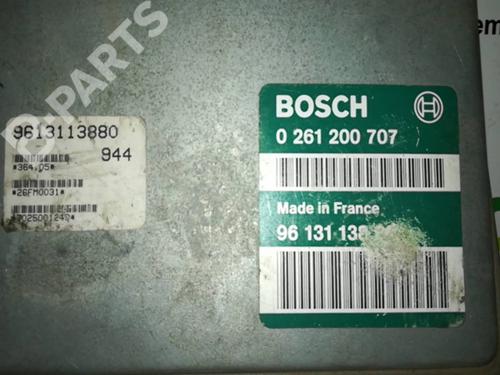 B-PARTS
9613113880
944
*364.05*
*26FM0031*
BOSCH
0 261 200 707
Made in France
96 131 138